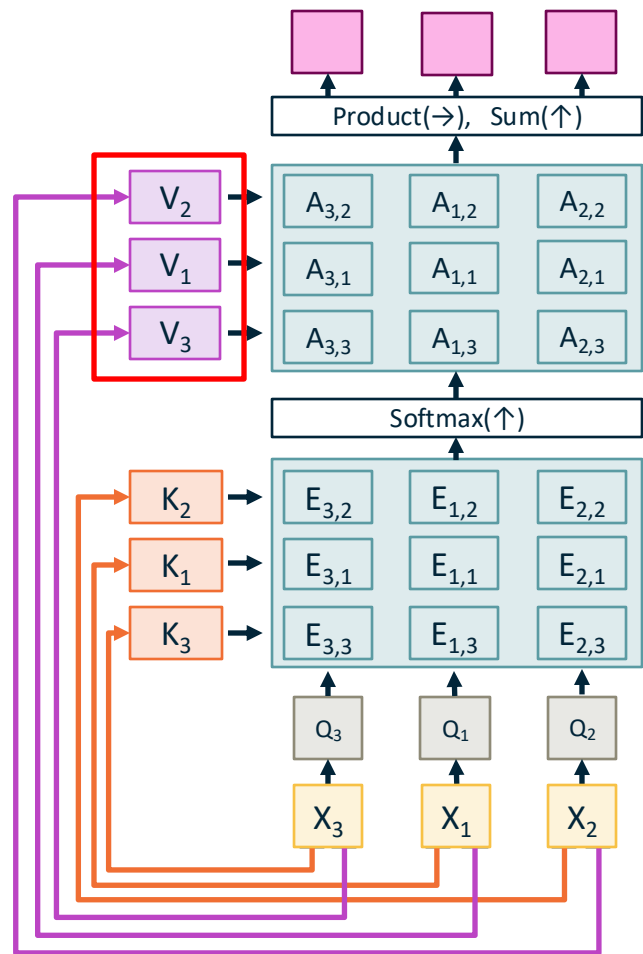 Product(→), Sum(↑)
V₂ A₃,₂ A₁,₂ A₂,₂
V₁ A₃,₁ A₁,₁ A₂,₁
V₃ A₃,₃ A₁,₃ A₂,₃
Softmax(↑)
K₂ E₃,₂ E₁,₂ E₂,₂
K₁ E₃,₁ E₁,₁ E₂,₁
K₃ E₃,₃ E₁,₃ E₂,₃
Q₃ Q₁ Q₂
X₃ X₁ X₂